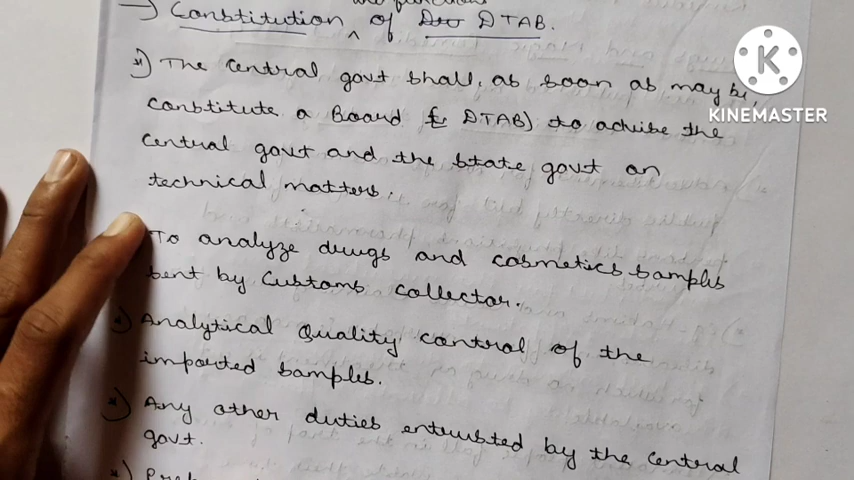 functions
→ Constitution ^ of DTAB.
*) The Central govt shall, as soon as may be,
constitute a Board ( DTAB) to advise the
central govt and the state govt on
technical matters.
To analyze drugs and cosmetics samples
sent by Customs collector.
*) Analytical Quality control of the
imported samples.
*) Any other duties entrusted by the central
govt.
*)
KINEMASTER